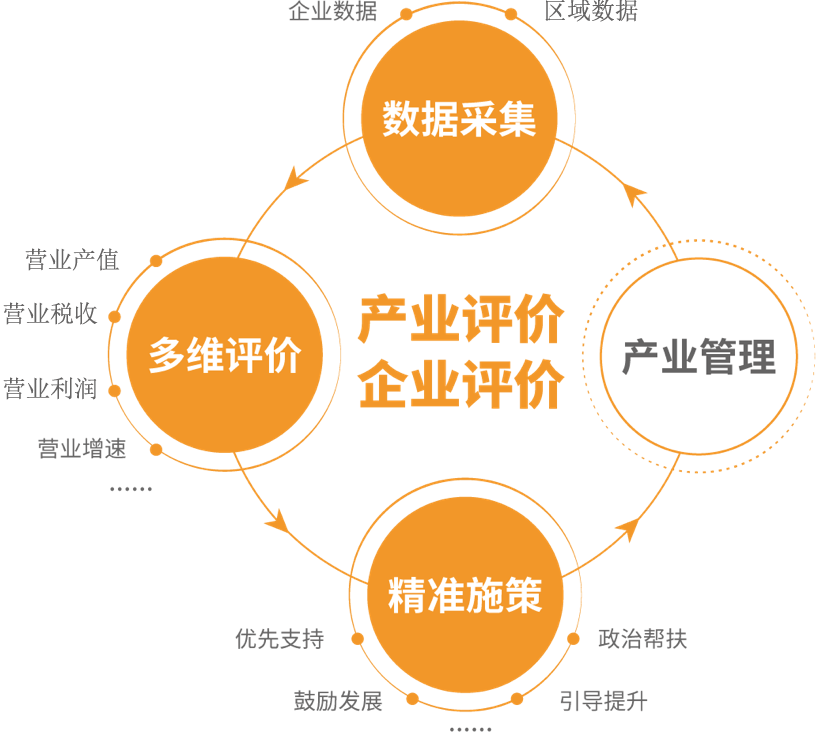 企业数据
区域数据
数据采集
营业产值
营业税收
营业利润
营业增速
……
多维评价
产业评价
企业评价
产业管理
精准施策
优先支持
政治帮扶
鼓励发展
引导提升
……